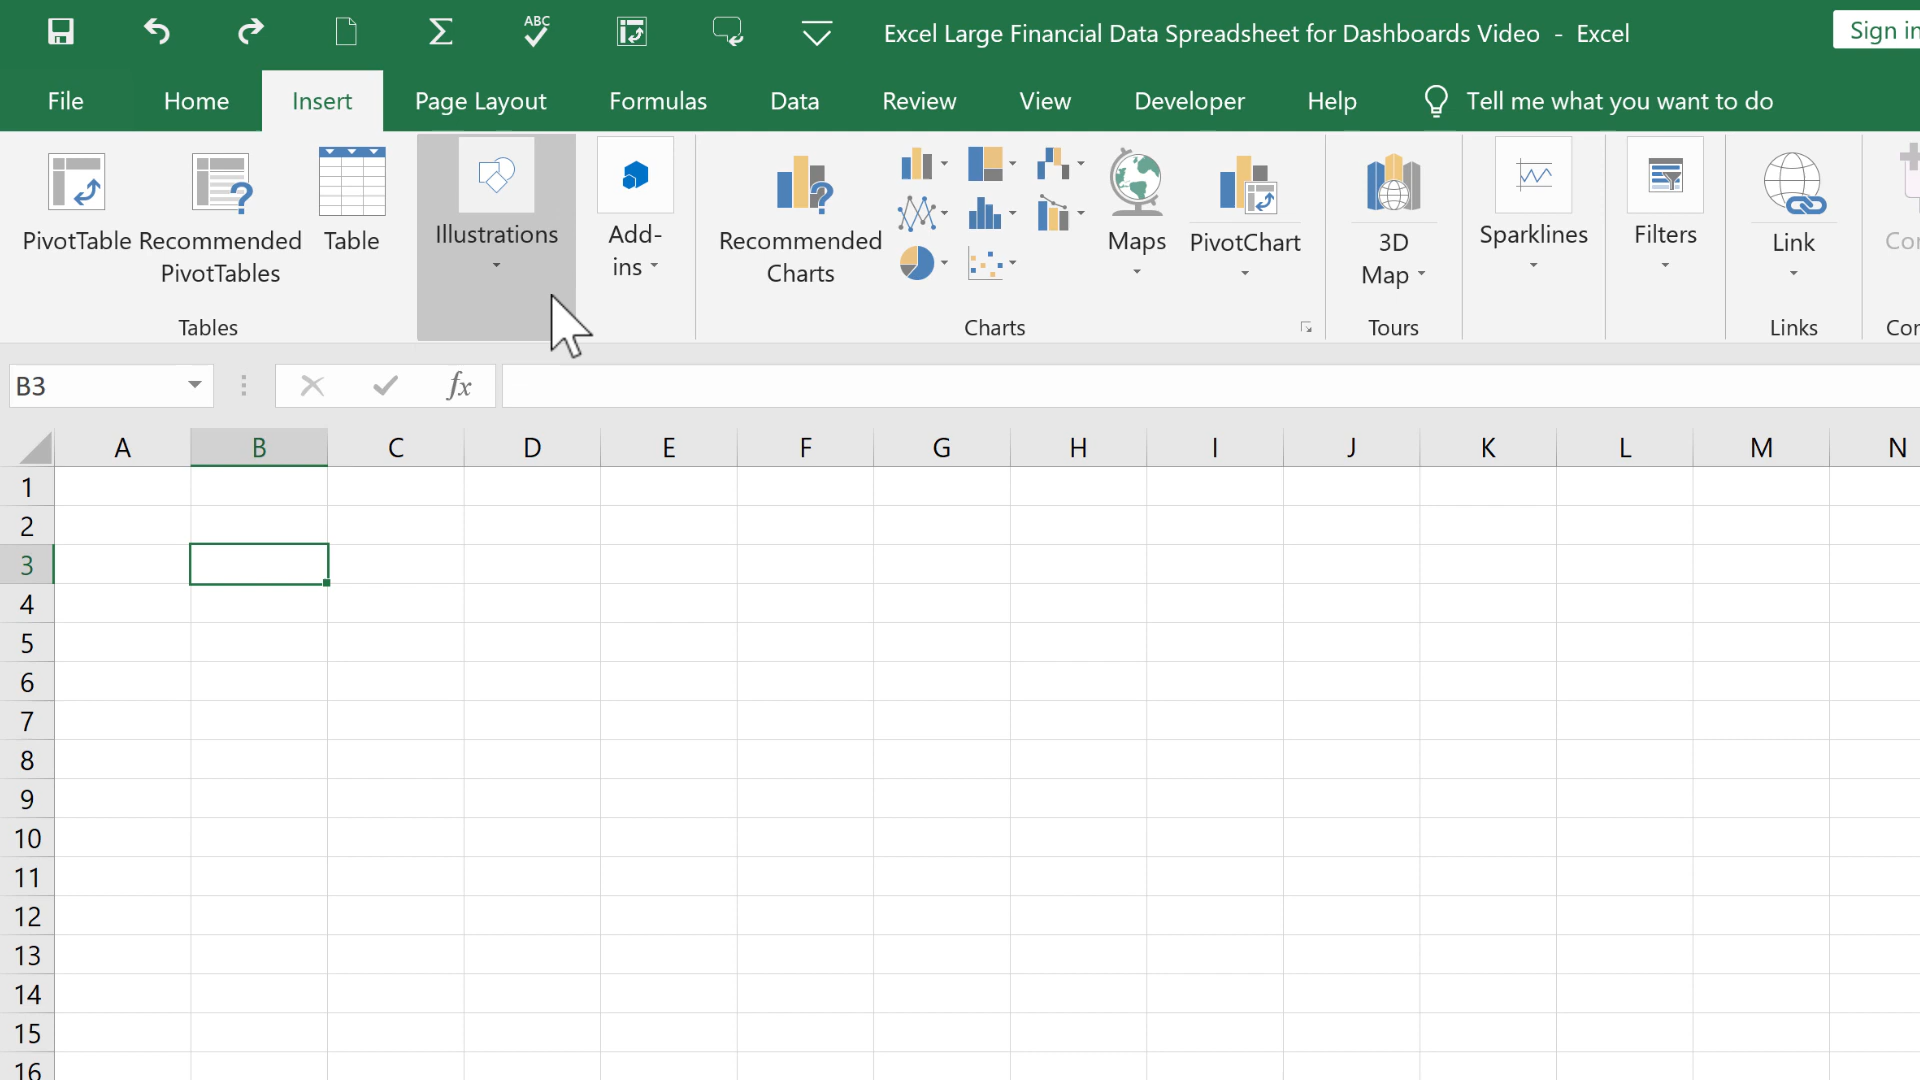 ABC
Excel Large Financial Data Spreadsheet for Dashboards Video - Excel
Sign in
File Home Insert Page Layout Formulas Data Review View Developer Help Tell me what you want to do
PivotTable
Recommended
PivotTables
Table
Illustrations
Add-
ins
Recommended
Charts
Maps
PivotChart
3D
Map
Sparklines
Filters
Link
Tables
Charts
Tours
Links
B3
fx
A B C D E F G H I J K L M N
1
2
3
4
5
6
7
8
9
10
11
12
13
14
15
16